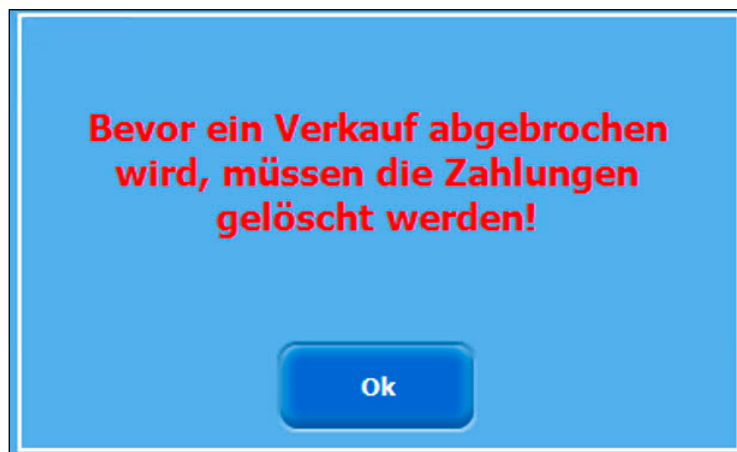 Bevor ein Verkauf abgebrochen
wird, müssen die Zahlungen
gelöscht werden!
Ok